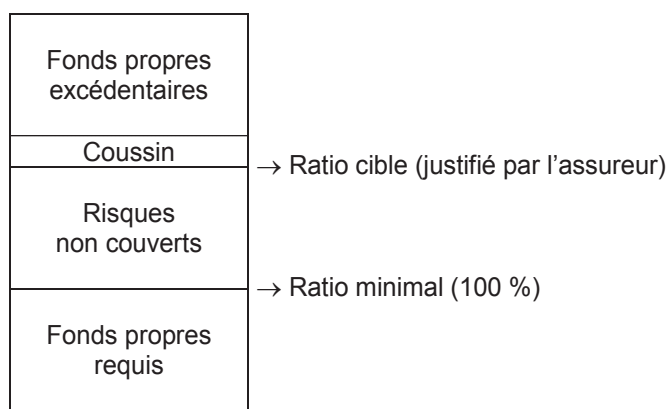 Fonds propres
excédentaires
Coussin
→ Ratio cible (justifié par l'assureur)
Risques
non couverts
→ Ratio minimal (100 %)
Fonds propres
requis